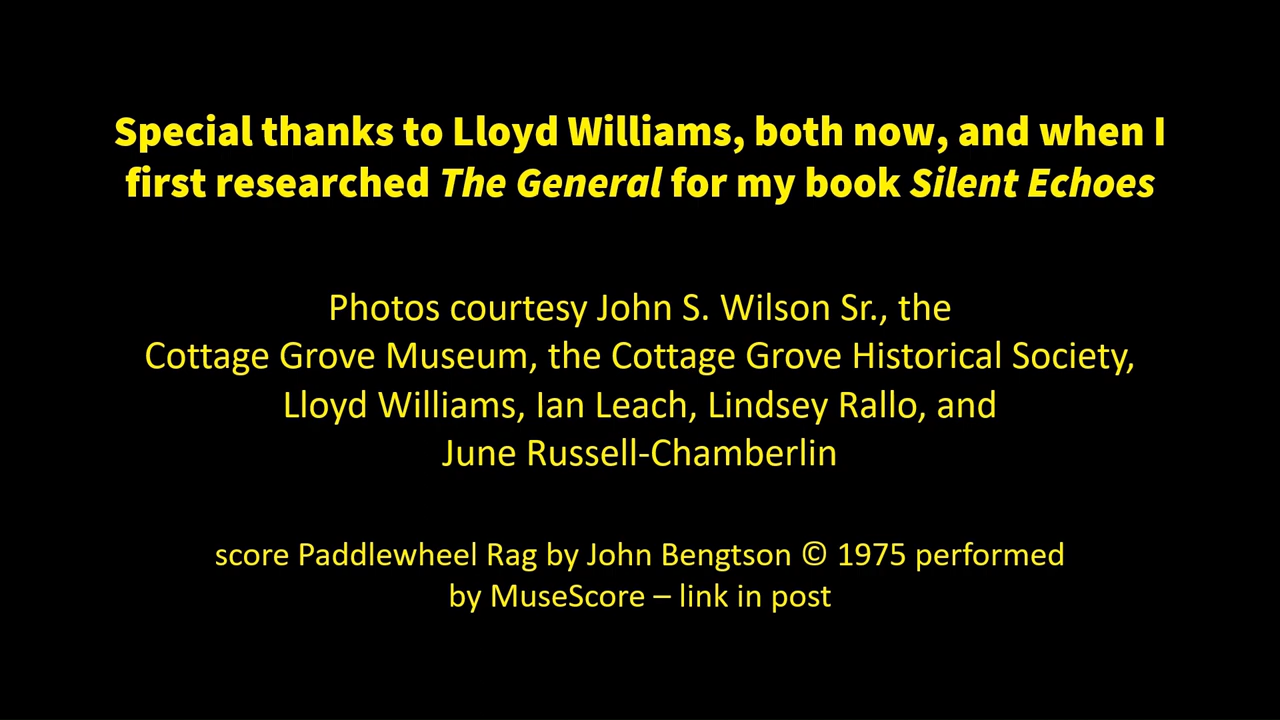 Special thanks to Lloyd Williams, both now, and when I
first researched The General for my book Silent Echoes
Photos courtesy John S. Wilson Sr., the
Cottage Grove Museum, the Cottage Grove Historical Society,
Lloyd Williams, Ian Leach, Lindsey Rallo, and
June Russell-Chamberlin
score Paddlewheel Rag by John Bengtson © 1975 performed
by MuseScore – link in post